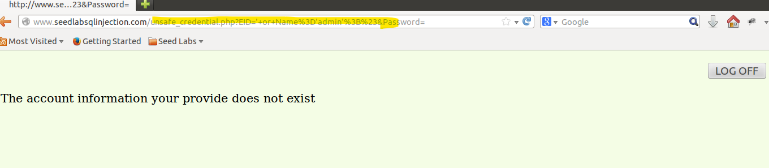 http://www.se...23&Password=
www.seedlabsqlinjection.com/unsafe_credential.php?EID='+or+Name%3D'admin'%3B%23&Password=
Google
Most Visited
Getting Started
Seed Labs
LOG OFF
The account information your provide does not exist